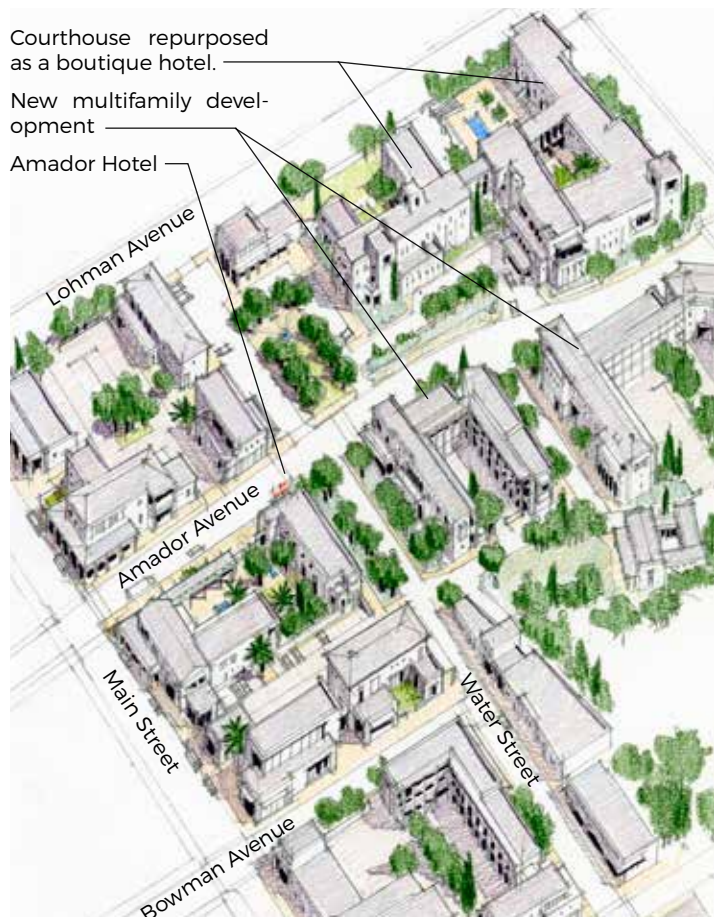 Courthouse repurposed
as a boutique hotel.
New multifamily devel-
opment
Amador Hotel
Lohman Avenue
Amador Avenue
Main Street
Water Street
Bowman Avenue